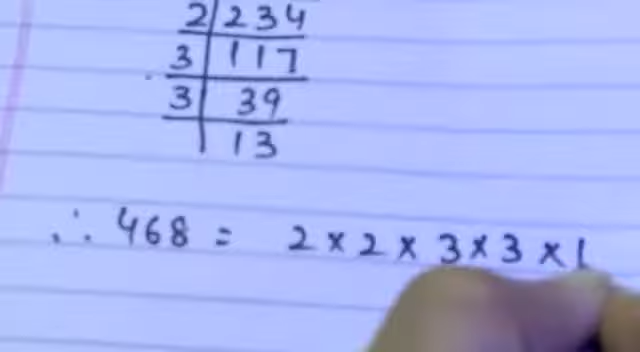 2 234
3 117
3 39
13
∴ 468 = 2 × 2 × 3 × 3 × 1